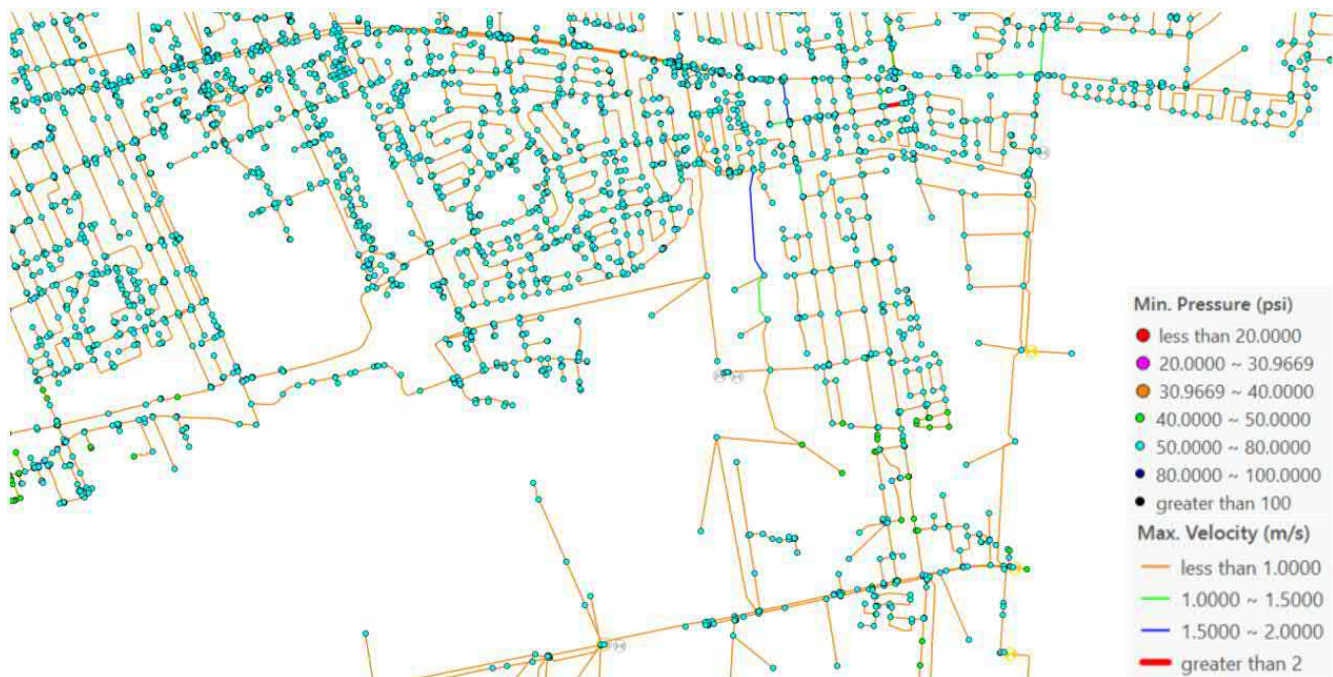 Min. Pressure (psi)
less than 20.0000
20.0000 ~ 30.9669
30.9669 ~ 40.0000
40.0000 ~ 50.0000
50.0000 ~ 80.0000
80.0000 ~ 100.0000
greater than 100
Max. Velocity (m/s)
less than 1.0000
1.0000 ~ 1.5000
1.5000 ~ 2.0000
greater than 2